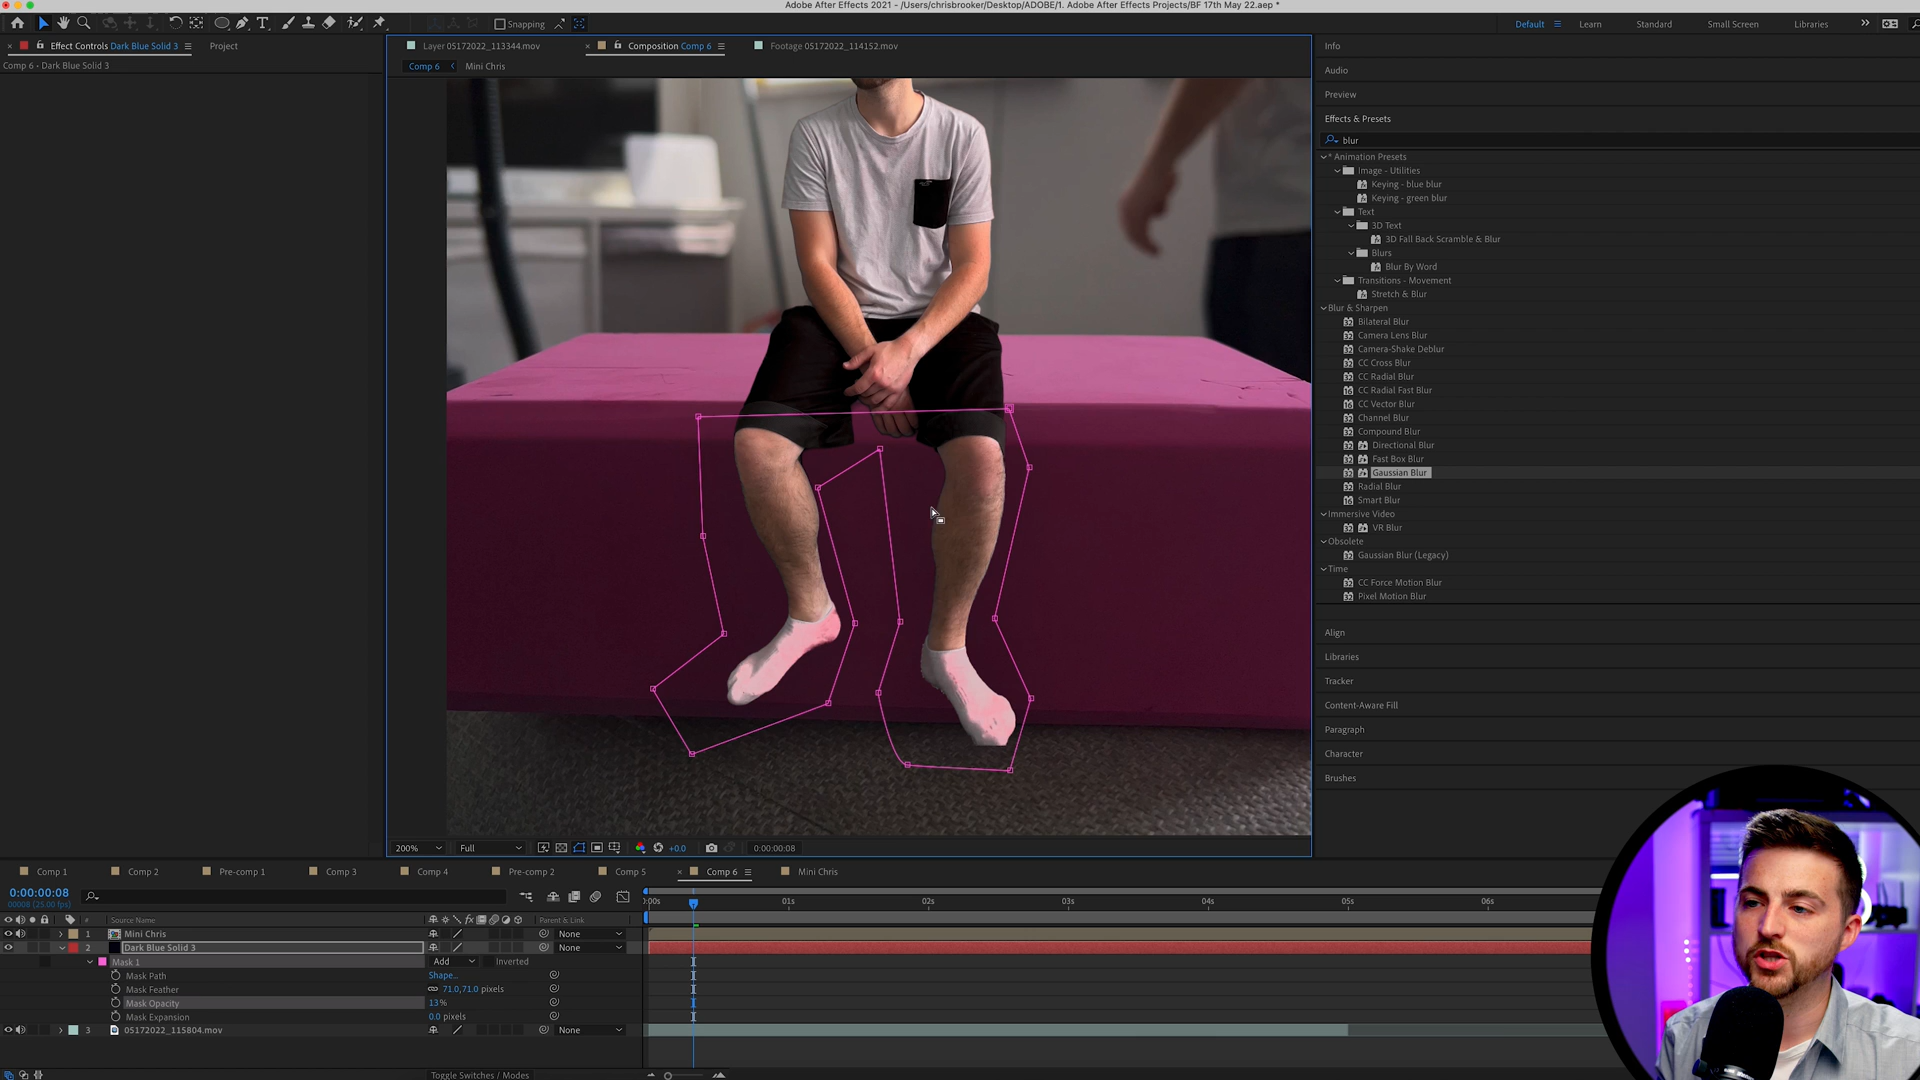 Adobe After Effects 2021 - /Users/chrisbrooker/Desktop/ADOBE/1. Adobe After Effects Projects/BF 17th May 22.aep *
Snapping
Default
Learn
Standard
Small Screen
Libraries
Effect Controls Dark Blue Solid 3
Project
Layer 05172022_113344.mov
Composition Comp 6
Footage 05172022_114152.mov
Comp 6 • Dark Blue Solid 3
Comp 6
Mini Chris
Info
Audio
Preview
Effects & Presets
blur
* Animation Presets
Image - Utilities
Keying - blue blur
Keying - green blur
Text
3D Text
3D Fall Back Scramble & Blur
Blurs
Blur By Word
Transitions - Movement
Stretch & Blur
Blur & Sharpen
Bilateral Blur
Camera Lens Blur
Camera-Shake Deblur
CC Cross Blur
CC Radial Blur
CC Radial Fast Blur
CC Vector Blur
Channel Blur
Compound Blur
Directional Blur
Fast Box Blur
Gaussian Blur
Radial Blur
Smart Blur
Immersive Video
VR Blur
Obsolete
Gaussian Blur (Legacy)
Time
CC Force Motion Blur
Pixel Motion Blur
Align
Libraries
Tracker
Content-Aware Fill
Paragraph
Character
Brushes
200%
Full
+0.0
0:00:00:08
Comp 1
Comp 2
Pre-comp 1
Comp 3
Comp 4
Pre-comp 2
Comp 5
Comp 6
Mini Chris
0:00:00:08
00008 (25.00 fps)
:00s
01s
02s
03s
04s
05s
06s
#
Source Name
Parent & Link
1
Mini Chris
None
2
Dark Blue Solid 3
None
Mask 1
Add
Inverted
Mask Path
Shape...
Mask Feather
71.0,71.0 pixels
Mask Opacity
13%
Mask Expansion
0.0 pixels
3
05172022_115804.mov
None
Toggle Switches / Modes